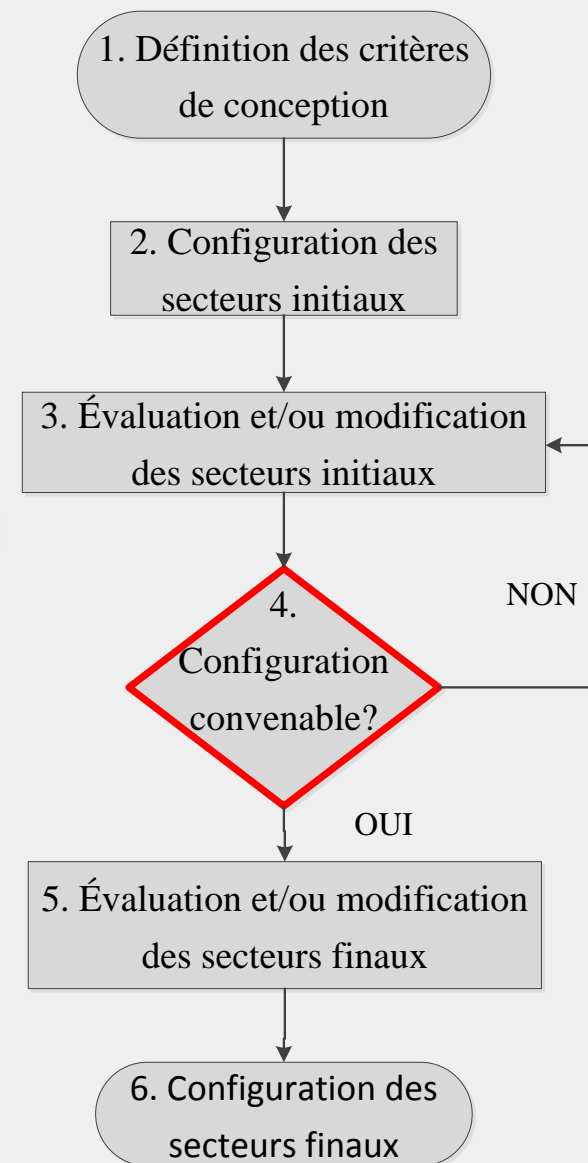 1. Définition des critères
de conception
2. Configuration des
secteurs initiaux
3. Évaluation et/ou modification
des secteurs initiaux
4.
Configuration
convenable?
NON
OUI
5. Évaluation et/ou modification
des secteurs finaux
6. Configuration des
secteurs finaux